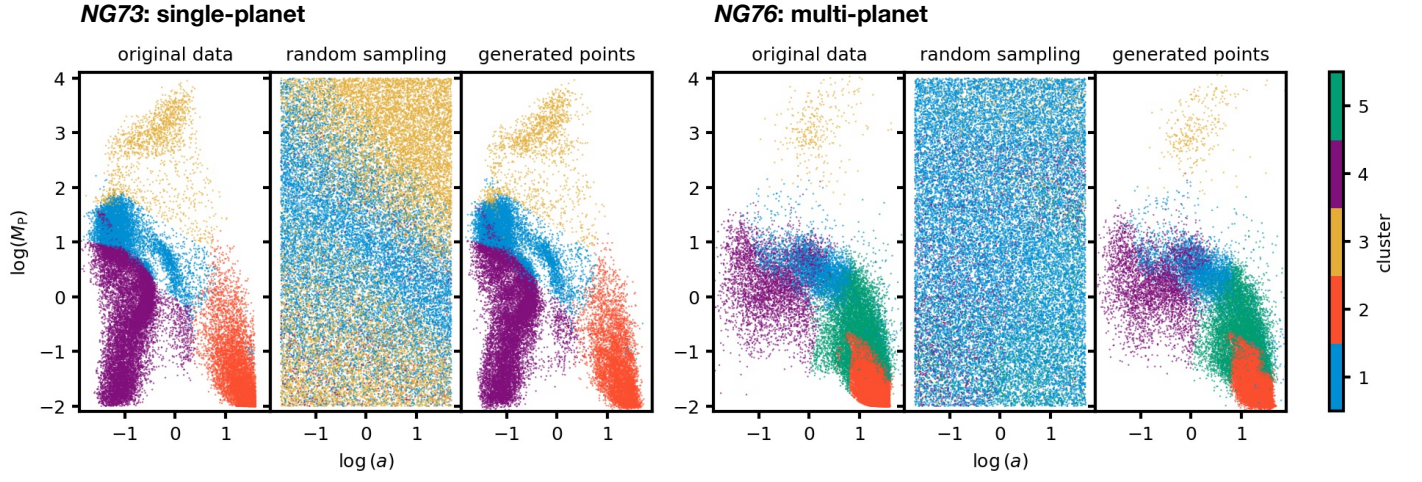 NG73: single-planet
NG76: multi-planet
original data random sampling generated points
original data random sampling generated points
4
3
2
1
0
−1
−2
log(M_P)
−1 0 1 −1 0 1 −1 0 1
log (a)
4
3
2
1
0
−1
−2
−1 0 1 −1 0 1 −1 0 1
log (a)
5
4
3
2
1
cluster